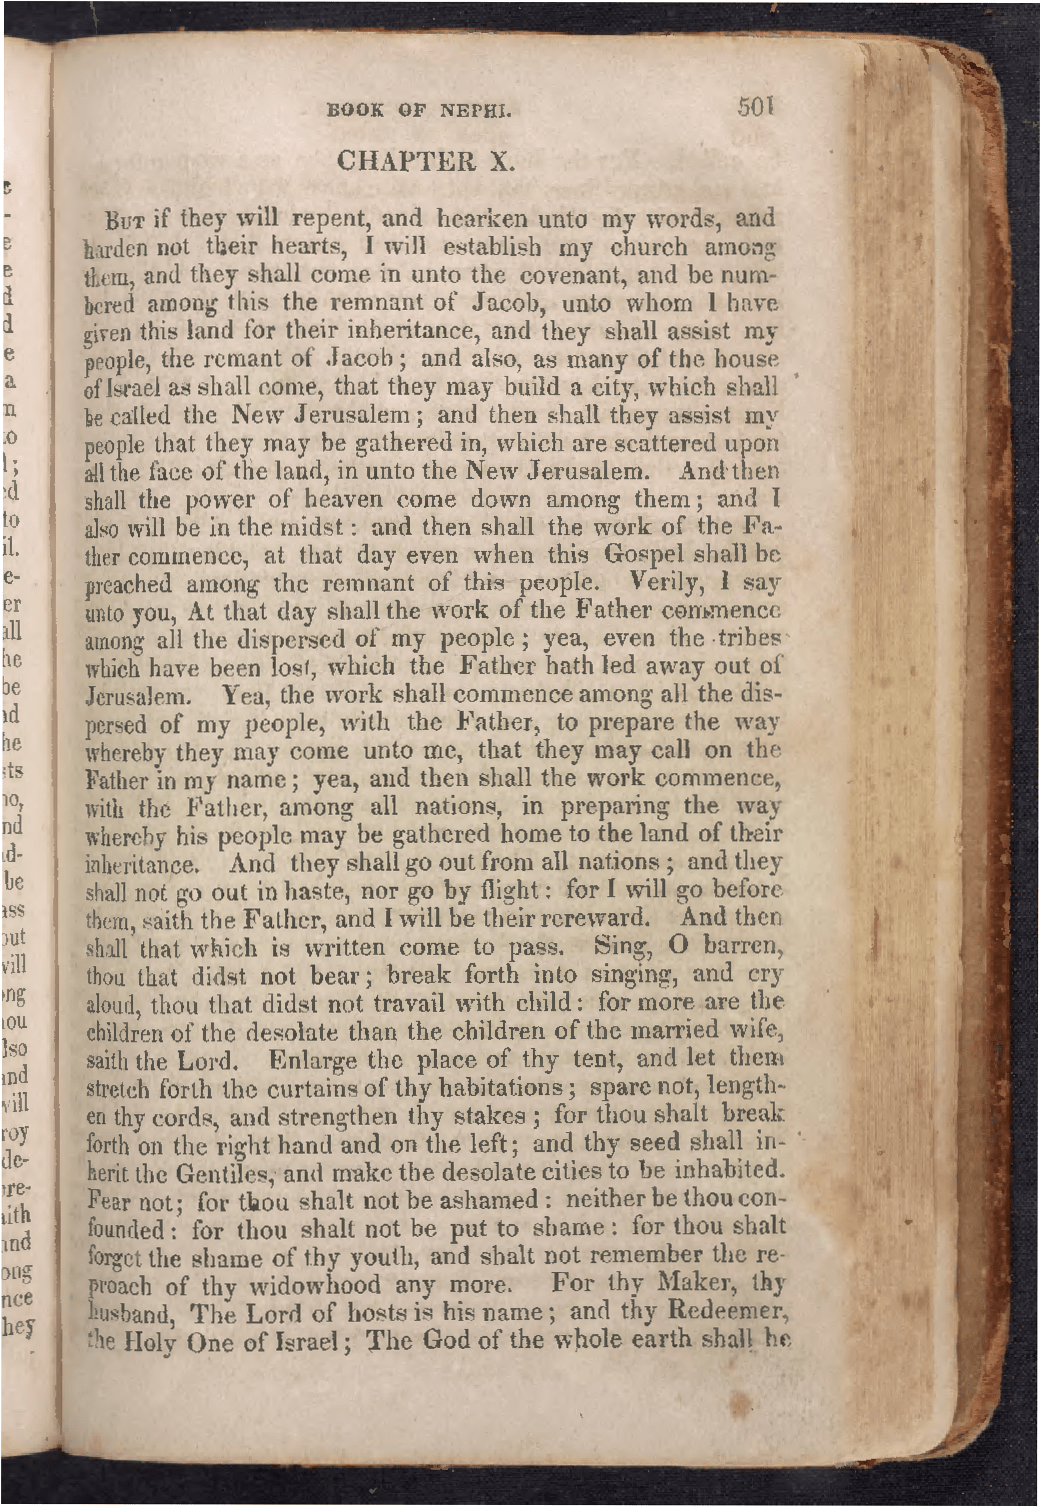 BOOK OF NEPHI. 501
CHAPTER X.
BUT if they will repent, and hearken unto my words, and
harden not their hearts, I will establish my church among
them, and they shall come in unto the covenant, and be num-
bered among this the remnant of Jacob, unto whom I have
given this land for their inheritance, and they shall assist my
people, the remant of Jacob; and also, as many of the house
of Israel as shall come, that they may build a city, which shall
be called the New Jerusalem; and then shall they assist my
people that they may be gathered in, which are scattered upon
all the face of the land, in unto the New Jerusalem. And then
shall the power of heaven come down among them; and I
also will be in the midst: and then shall the work of the Fa-
ther commence, at that day even when this Gospel shall be
preached among the remnant of this people. Verily, I say
unto you, At that day shall the work of the Father commence
among all the dispersed of my people; yea, even the tribes
which have been lost, which the Father hath led away out of
Jerusalem. Yea, the work shall commence among all the dis-
persed of my people, with the Father, to prepare the way
whereby they may come unto me, that they may call on the
Father in my name; yea, and then shall the work commence,
with the Father, among all nations, in preparing the way
whereby his people may be gathered home to the land of their
inheritance. And they shall go out from all nations; and they
shall not go out in haste, nor go by flight: for I will go before
them, saith the Father, and I will be their rereward. And then
shall that which is written come to pass. Sing, O barren,
thou that didst not bear; break forth into singing, and cry
aloud, thou that didst not travail with child: for more are the
children of the desolate than the children of the married wife,
saith the Lord. Enlarge the place of thy tent, and let them
stretch forth the curtains of thy habitations; spare not, length-
en thy cords, and strengthen thy stakes; for thou shalt break
forth on the right hand and on the left; and thy seed shall in-
herit the Gentiles, and make the desolate cities to be inhabited.
Fear not; for thou shalt not be ashamed: neither be thou con-
founded: for thou shalt not be put to shame: for thou shalt
forget the shame of thy youth, and shalt not remember the re-
proach of thy widowhood any more. For thy Maker, thy
husband, The Lord of hosts is his name; and thy Redeemer,
the Holy One of Israel; The God of the whole earth shall be